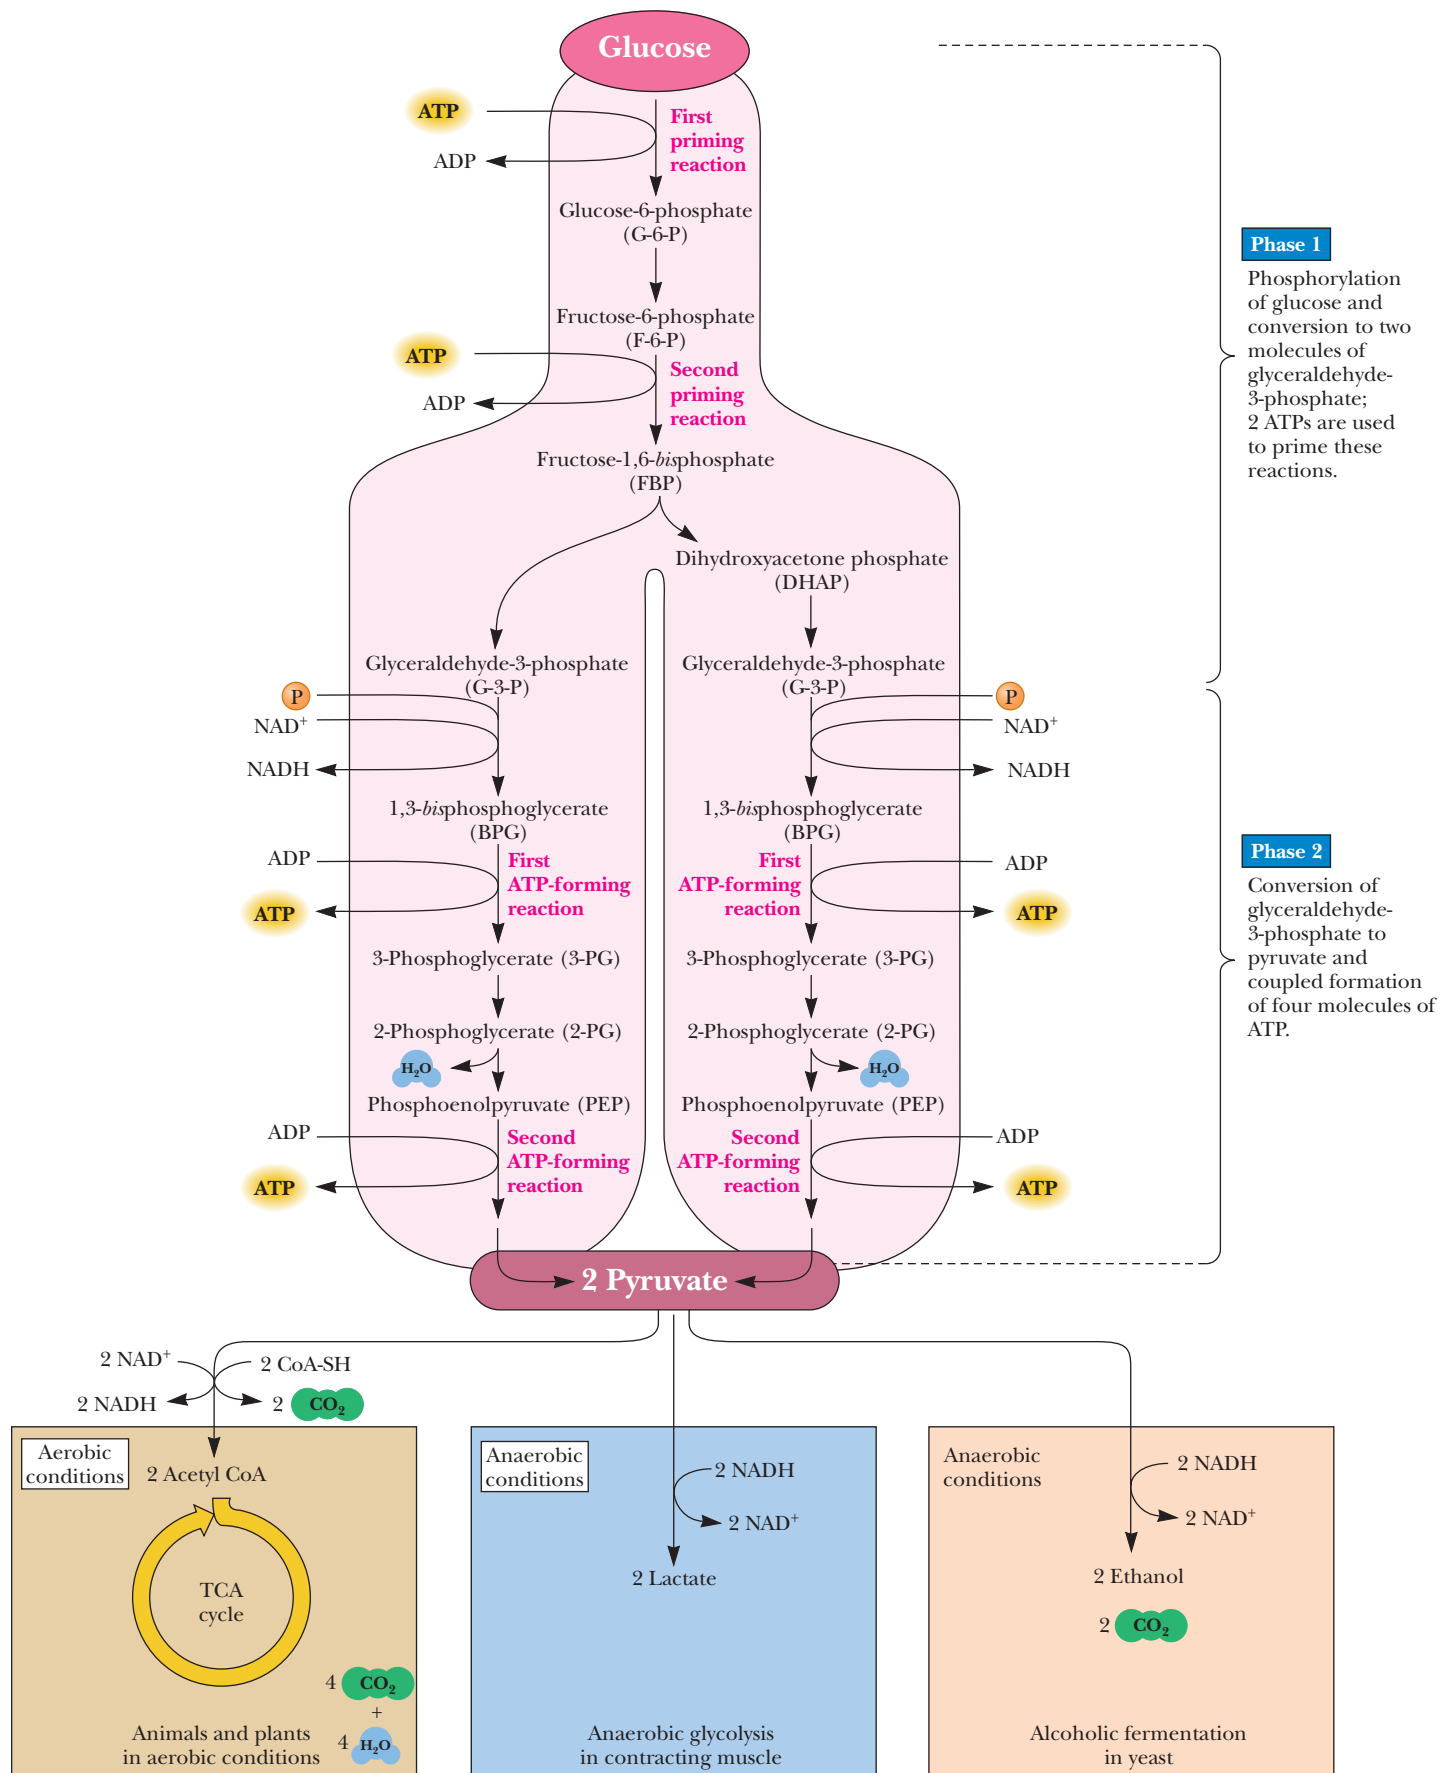 Glucose
ATP
ADP
First
priming
reaction
Glucose-6-phosphate
(G-6-P)
Fructose-6-phosphate
(F-6-P)
ATP
ADP
Second
priming
reaction
Fructose-1,6-bisphosphate
(FBP)
Dihydroxyacetone phosphate
(DHAP)
Phase 1
Phosphorylation
of glucose and
conversion to two
molecules of
glyceraldehyde-
3-phosphate;
2 ATPs are used
to prime these
reactions.
Glyceraldehyde-3-phosphate
(G-3-P)
P
NAD⁺
NADH
1,3-bisphosphoglycerate
(BPG)
ADP
ATP
First
ATP-forming
reaction
3-Phosphoglycerate (3-PG)
2-Phosphoglycerate (2-PG)
H₂O
Phosphoenolpyruvate (PEP)
ADP
ATP
Second
ATP-forming
reaction
Glyceraldehyde-3-phosphate
(G-3-P)
P
NAD⁺
NADH
1,3-bisphosphoglycerate
(BPG)
First
ATP-forming
reaction
ADP
ATP
3-Phosphoglycerate (3-PG)
2-Phosphoglycerate (2-PG)
H₂O
Phosphoenolpyruvate (PEP)
Second
ATP-forming
reaction
ADP
ATP
Phase 2
Conversion of
glyceraldehyde-
3-phosphate to
pyruvate and
coupled formation
of four molecules of
ATP.
2 Pyruvate
2 NAD⁺
2 CoA-SH
2 NADH
2 CO₂
Aerobic
conditions
2 Acetyl CoA
TCA
cycle
4 CO₂
+
4 H₂O
Animals and plants
in aerobic conditions
Anaerobic
conditions
2 NADH
2 NAD⁺
2 Lactate
Anaerobic glycolysis
in contracting muscle
Anaerobic
conditions
2 NADH
2 NAD⁺
2 Ethanol
2 CO₂
Alcoholic fermentation
in yeast